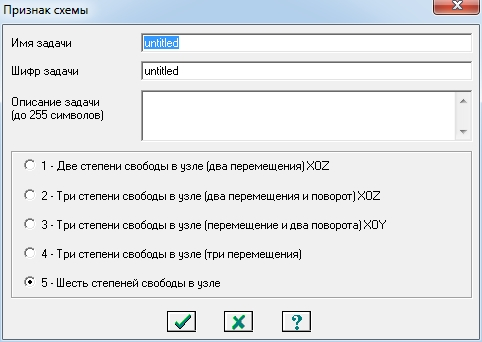 Признак схемы
Имя задачи
untitled
Шифр задачи
untitled
Описание задачи
(до 255 символов)
1 - Две степени свободы в узле (два перемещения) XOZ
2 - Три степени свободы в узле (два перемещения и поворот) XOZ
3 - Три степени свободы в узле (перемещение и два поворота) XOY
4 - Три степени свободы в узле (три перемещения)
5 - Шесть степеней свободы в узле
?